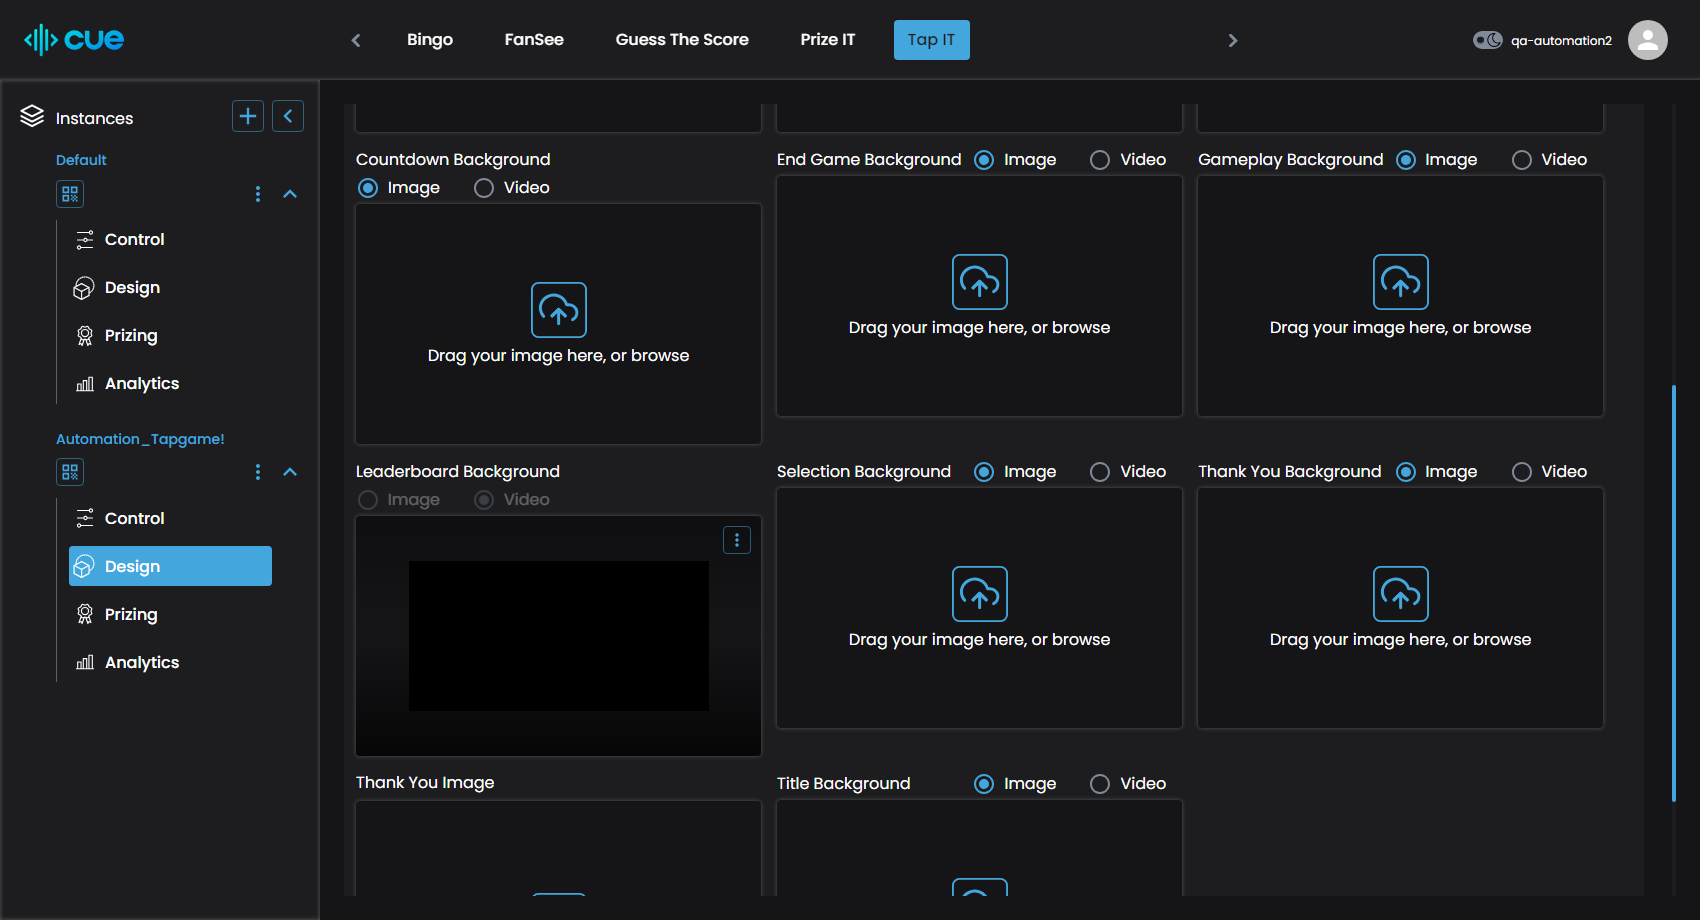 cue
Bingo
FanSee
Guess The Score
Prize IT
Tap IT
qa-automation2
Instances
Default
Control
Design
Prizing
Analytics
Automation_Tapgame!
Control
Design
Prizing
Analytics
Countdown Background
Image Video
Drag your image here, or browse
End Game Background Image Video
Drag your image here, or browse
Gameplay Background Image Video
Drag your image here, or browse
Leaderboard Background
Image Video
Selection Background Image Video
Drag your image here, or browse
Thank You Background Image Video
Drag your image here, or browse
Thank You Image
Title Background Image Video